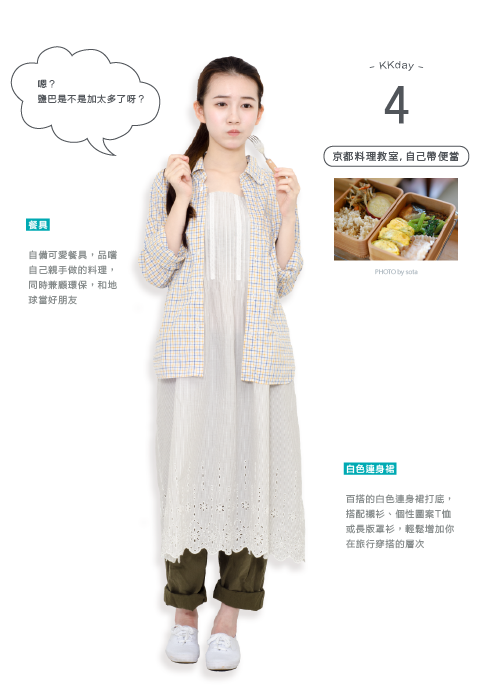 嗯？
鹽巴是不是加太多了呀？
~ KKday ~
4
京都料理教室, 自己帶便當
PHOTO by sota
餐具
自備可愛餐具，品嚐
自己親手做的料理，
同時兼顧環保，和地
球當好朋友
白色連身裙
百搭的白色連身裙打底，
搭配襯衫、個性圖案T恤
或長版罩衫，輕鬆增加你
在旅行穿搭的層次